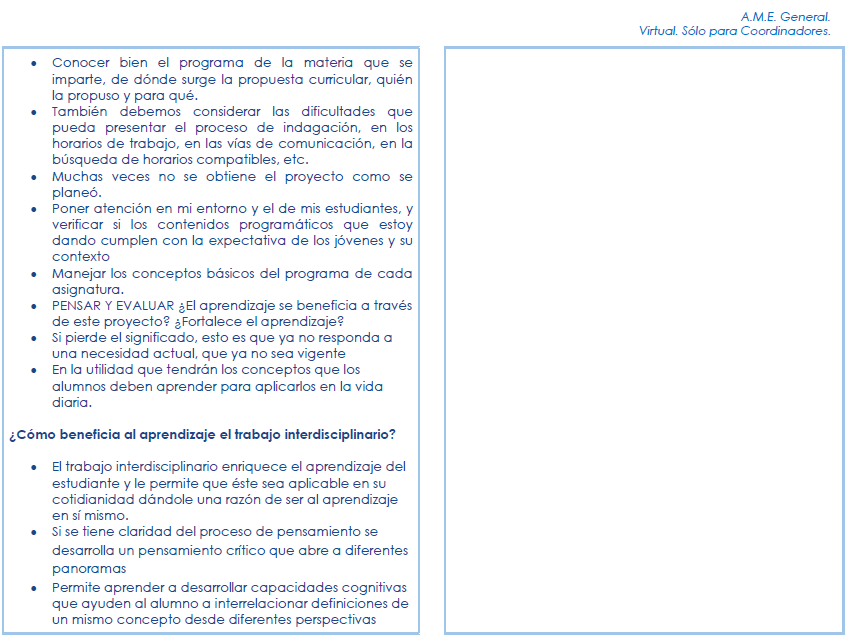 A.M.E. General.
Virtual. Sólo para Coordinadores.
• Conocer bien el programa de la materia que se
imparte, de dónde surge la propuesta curricular, quién
la propuso y para qué.
• También debemos considerar las dificultades que
pueda presentar el proceso de indagación, en los
horarios de trabajo, en las vías de comunicación, en la
búsqueda de horarios compatibles, etc.
• Muchas veces no se obtiene el proyecto como se
planeó.
• Poner atención en mi entorno y el de mis estudiantes, y
verificar si los contenidos programáticos que estoy
dando cumplen con la expectativa de los jóvenes y su
contexto
• Manejar los conceptos básicos del programa de cada
asignatura.
• PENSAR Y EVALUAR ¿El aprendizaje se beneficia a través
de este proyecto? ¿Fortalece el aprendizaje?
• Si pierde el significado, esto es que ya no responda a
una necesidad actual, que ya no sea vigente
• En la utilidad que tendrán los conceptos que los
alumnos deben aprender para aplicarlos en la vida
diaria.
¿Cómo beneficia al aprendizaje el trabajo interdisciplinario?
• El trabajo interdisciplinario enriquece el aprendizaje del
estudiante y le permite que éste sea aplicable en su
cotidianidad dándole una razón de ser al aprendizaje
en sí mismo.
• Si se tiene claridad del proceso de pensamiento se
desarrolla un pensamiento crítico que abre a diferentes
panoramas
• Permite aprender a desarrollar capacidades cognitivas
que ayuden al alumno a interrelacionar definiciones de
un mismo concepto desde diferentes perspectivas